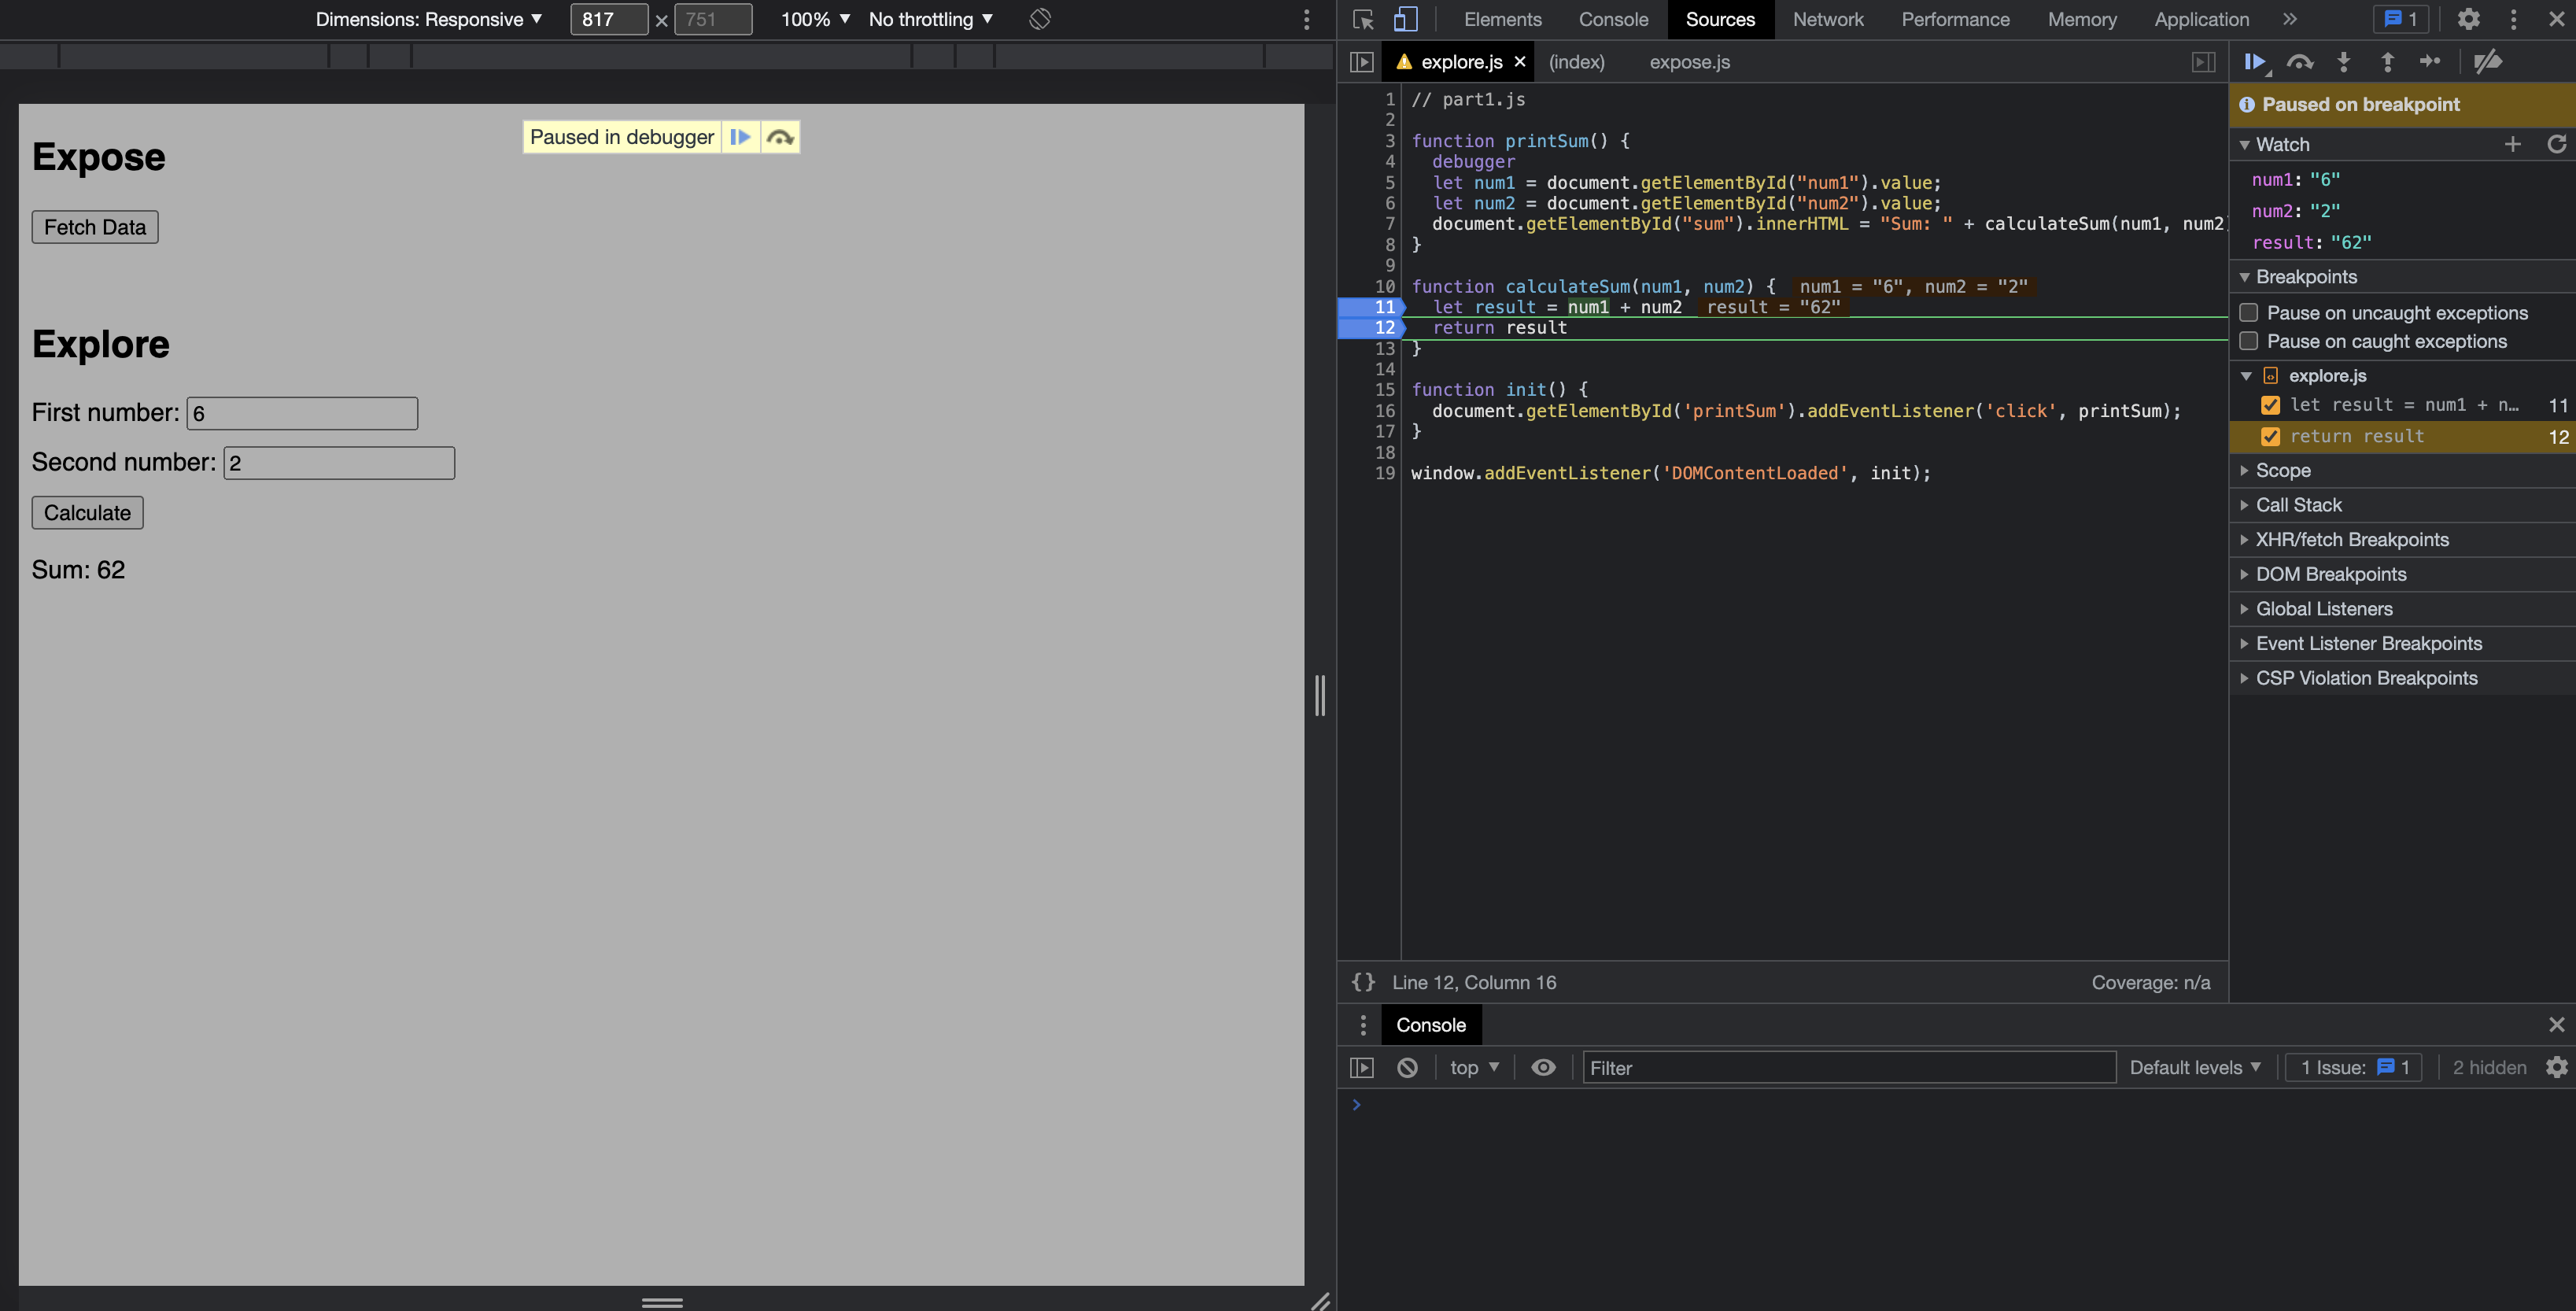 Dimensions: Responsive ▼ 817 × 751 100% ▼ No throttling ▼
Expose
Paused in debugger
Fetch Data
Explore
First number: 6
Second number: 2
Calculate
Sum: 62
Elements Console Sources Network Performance Memory Application » 1
explore.js × (index) expose.js
1 // part1.js
2
3 function printSum() {
4 debugger
5 let num1 = document.getElementById("num1").value;
6 let num2 = document.getElementById("num2").value;
7 document.getElementById("sum").innerHTML = "Sum: " + calculateSum(num1, num2
8 }
9
10 function calculateSum(num1, num2) { num1 = "6", num2 = "2"
11 let result = num1 + num2 result = "62"
12 return result
13 }
14
15 function init() {
16 document.getElementById('printSum').addEventListener('click', printSum);
17 }
18
19 window.addEventListener('DOMContentLoaded', init);
{} Line 12, Column 16 Coverage: n/a
Paused on breakpoint
Watch
num1: "6"
num2: "2"
result: "62"
Breakpoints
Pause on uncaught exceptions
Pause on caught exceptions
explore.js
let result = num1 + n… 11
return result 12
Scope
Call Stack
XHR/fetch Breakpoints
DOM Breakpoints
Global Listeners
Event Listener Breakpoints
CSP Violation Breakpoints
Console
top ▼ Filter Default levels ▼ 1 Issue: 1 2 hidden